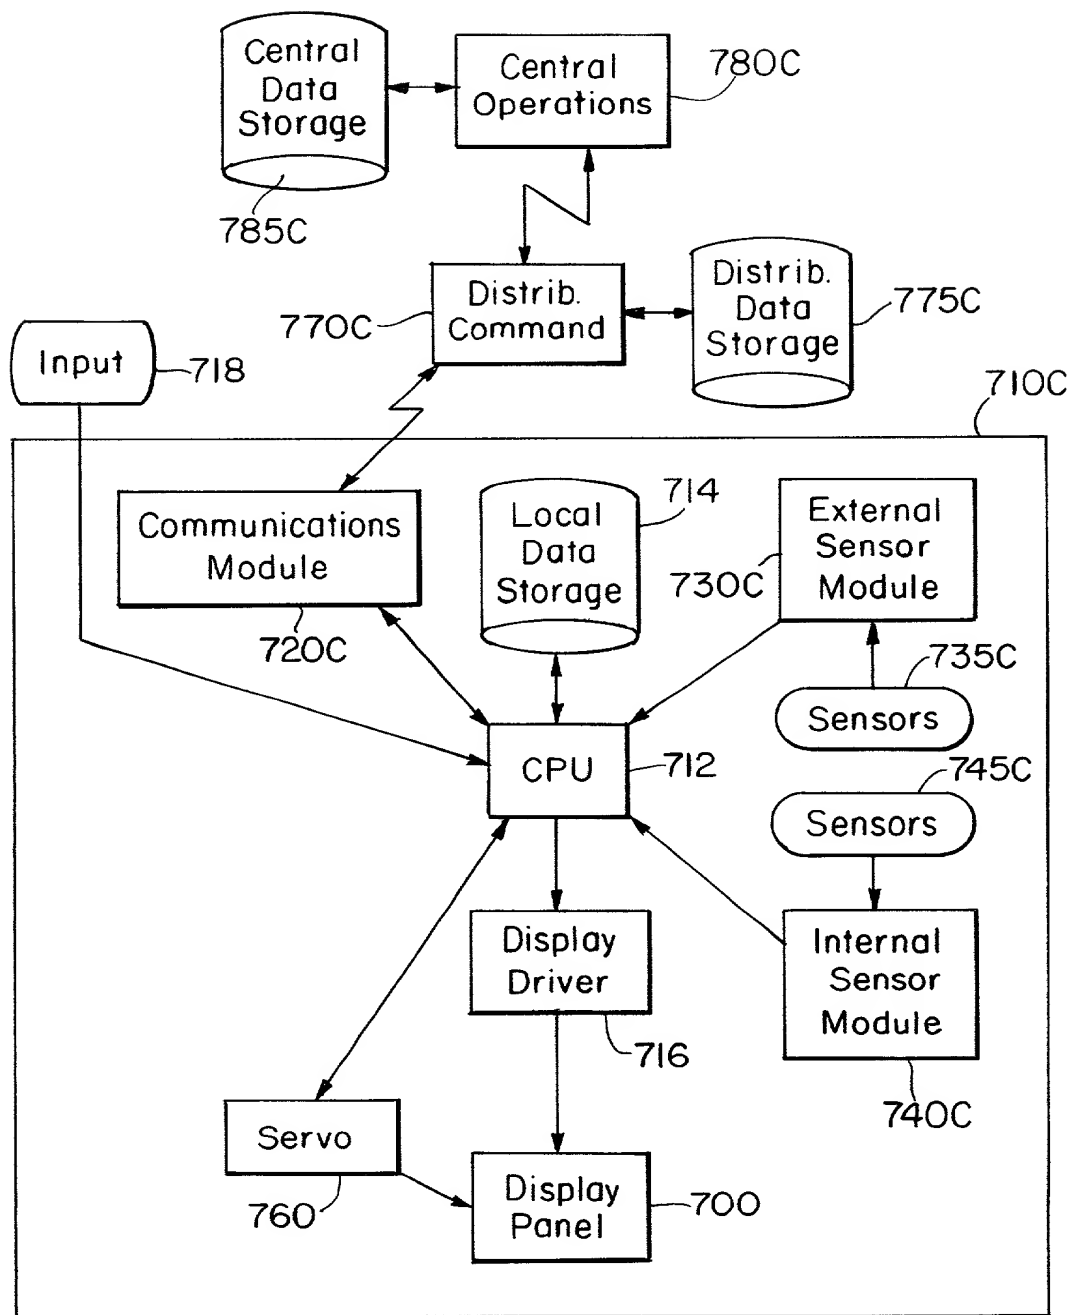 Central
Data
Storage
785C
Central
Operations
780C
Distrib.
Command
770C
Distrib.
Data
Storage
775C
Input
718
710C
Communications
Module
720C
Local
Data
Storage
714
External
Sensor
Module
730C
Sensors
735C
CPU
712
Sensors
745C
Display
Driver
716
Internal
Sensor
Module
740C
Servo
760
Display
Panel
700